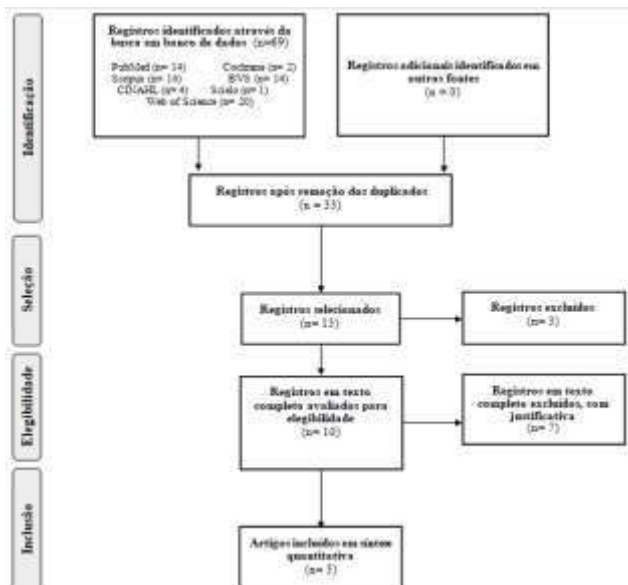 Identificação
Registros identificados através da
busca em banco de dados (n=69)
PubMed (n= 14) Cochrane (n= 2)
Scopus (n= 14) BVS (n= 14)
CINAHL (n= 4) Scielo (n= 1)
Web of Science (n= 20)
Registros adicionais identificados em
outras fontes
(n = 0)
Registros após remoção dos duplicados
(n = 33)
Seleção
Registros selecionados
(n= 13)
Registros excluídos
(n= 3)
Elegibilidade
Registros em texto
completo avaliados para
elegibilidade
(n= 10)
Registros em texto
completo excluídos, com
justificativa
(n= 7)
Inclusão
Artigos incluídos em síntese
quantitativa
(n= 3)